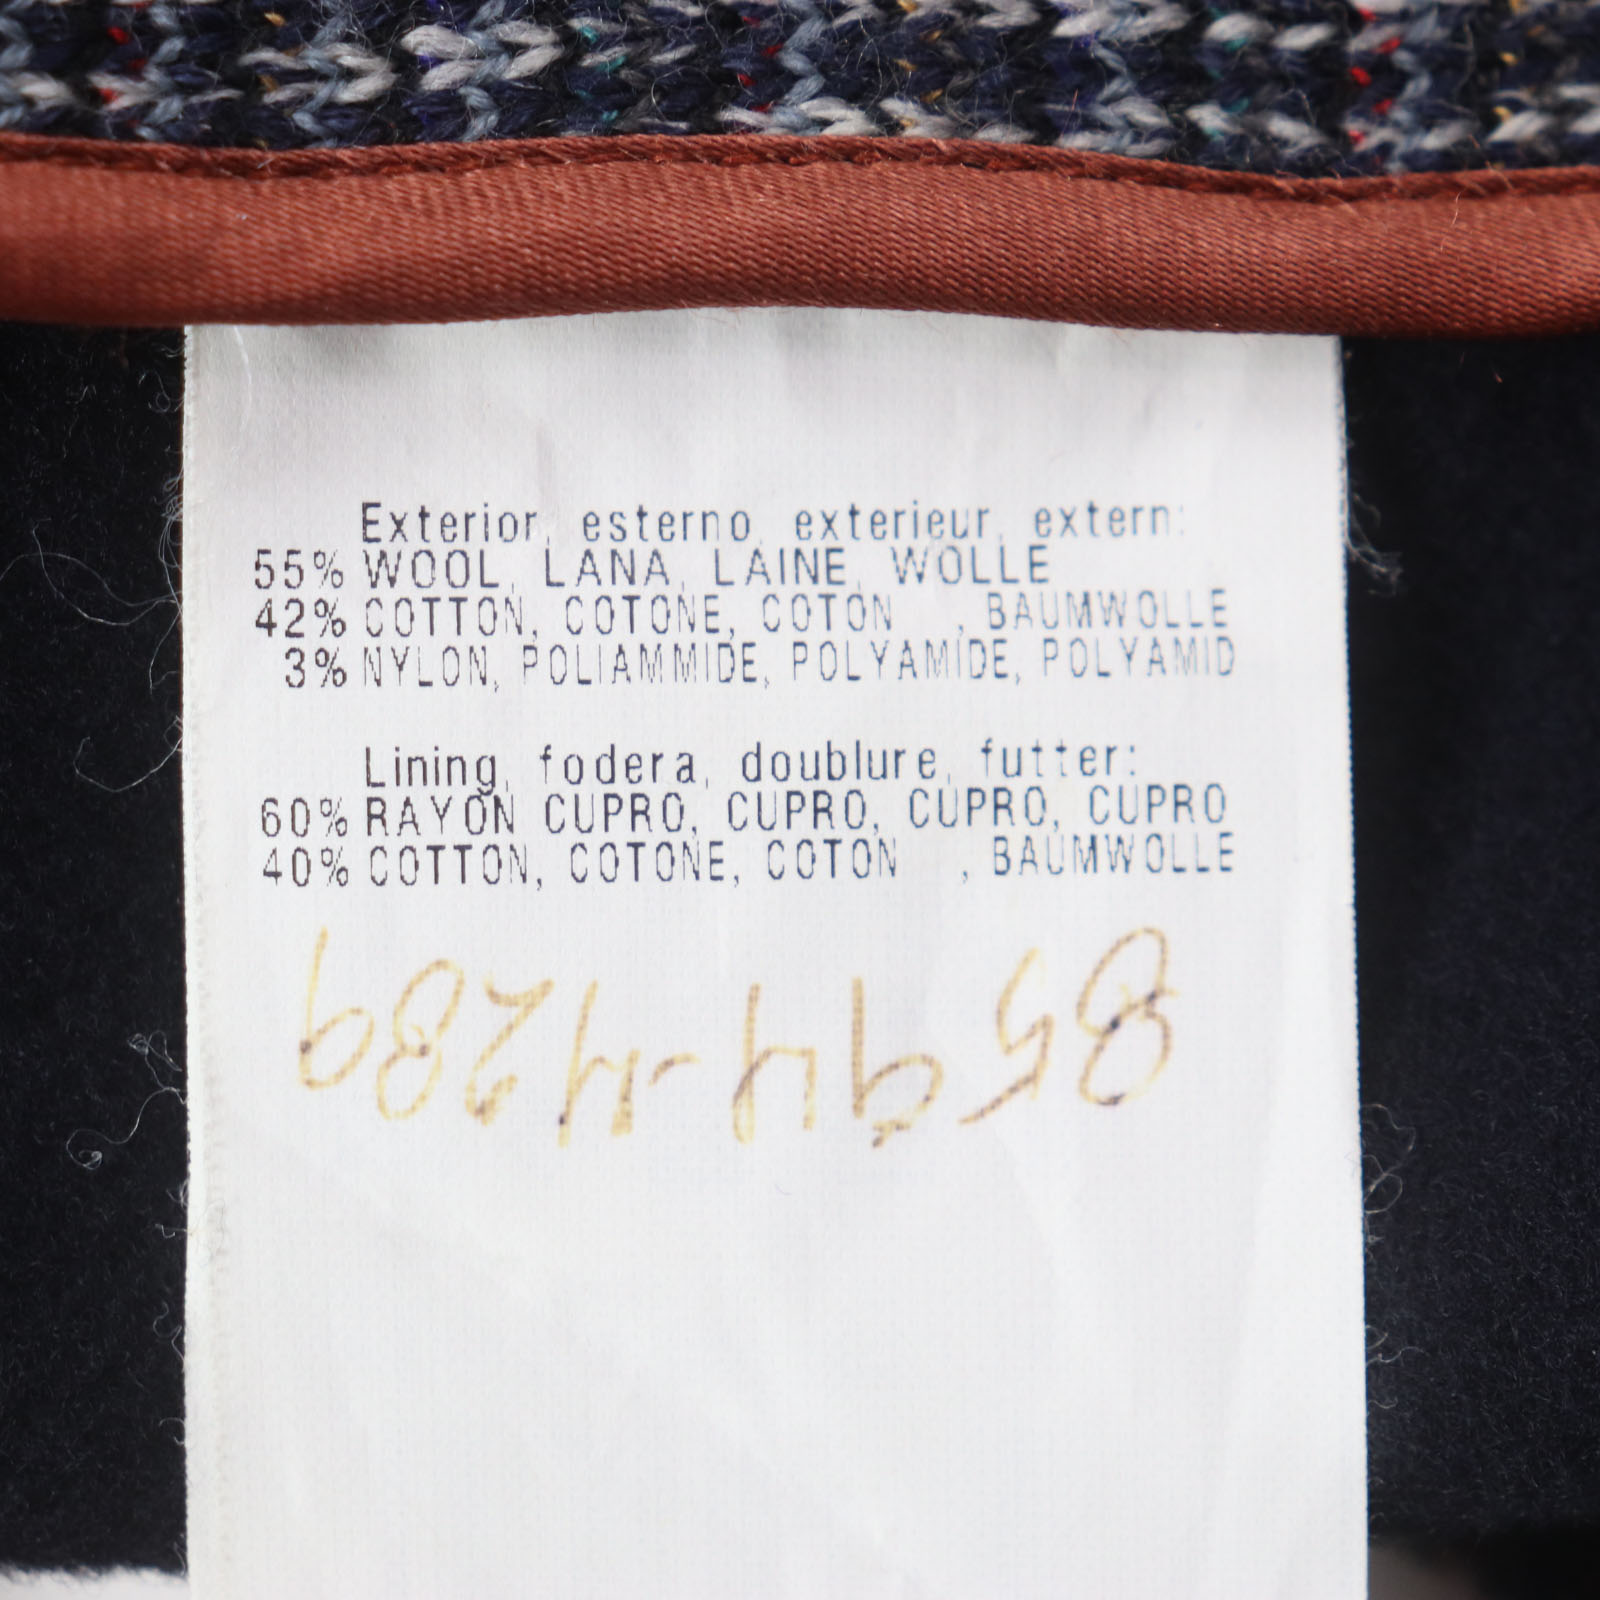 Exterior, esterno, exterieur, extern:
55% WOOL, LANA, LAINE, WOLLE
42% COTTON, COTONE, COTON , BAUMWOLLE
3% NYLON, POLIAMMIDE, POLYAMIDE, POLYAMID
Lining, fodera, doublure, futter:
60% RAYON CUPRO, CUPRO, CUPRO, CUPRO
40% COTTON, COTONE, COTON , BAUMWOLLE
8594-4289